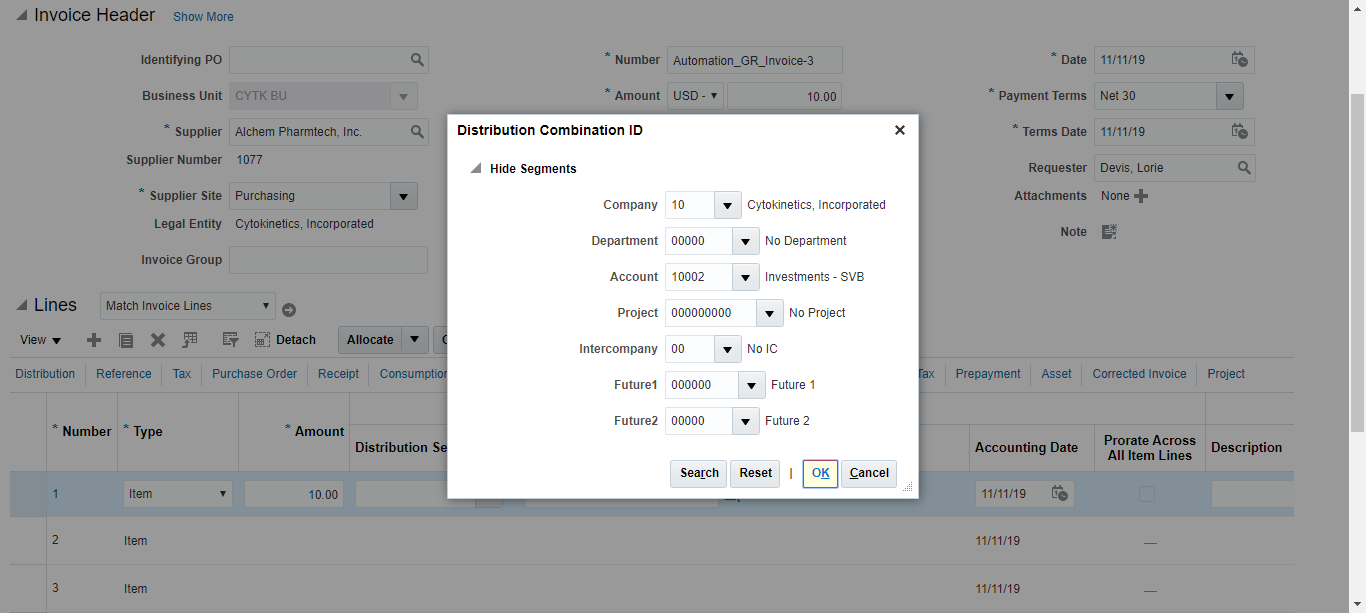 Invoice Header Show More
Identifying PO
* Number Automation_GR_Invoice-3
* Date 11/11/19
Business Unit CYTK BU
* Amount USD - 10.00
* Payment Terms Net 30
* Supplier Alchem Pharmtech, Inc.
* Terms Date 11/11/19
Supplier Number 1077
Requester Devis, Lorie
* Supplier Site Purchasing
Attachments None
Legal Entity Cytokinetics, Incorporated
Note
Invoice Group
Distribution Combination ID
Hide Segments
Company 10 Cytokinetics, Incorporated
Department 00000 No Department
Account 10002 Investments - SVB
Project 000000000 No Project
Intercompany 00 No IC
Future1 000000 Future 1
Future2 00000 Future 2
Search Reset | OK Cancel
Lines Match Invoice Lines
View Detach Allocate
Distribution Reference Tax Purchase Order Receipt Consumption Tax Prepayment Asset Corrected Invoice Project
* Number * Type * Amount Distribution Se Accounting Date Prorate Across All Item Lines Description
1 Item 10.00 11/11/19
2 Item 11/11/19 —
3 Item 11/11/19 —